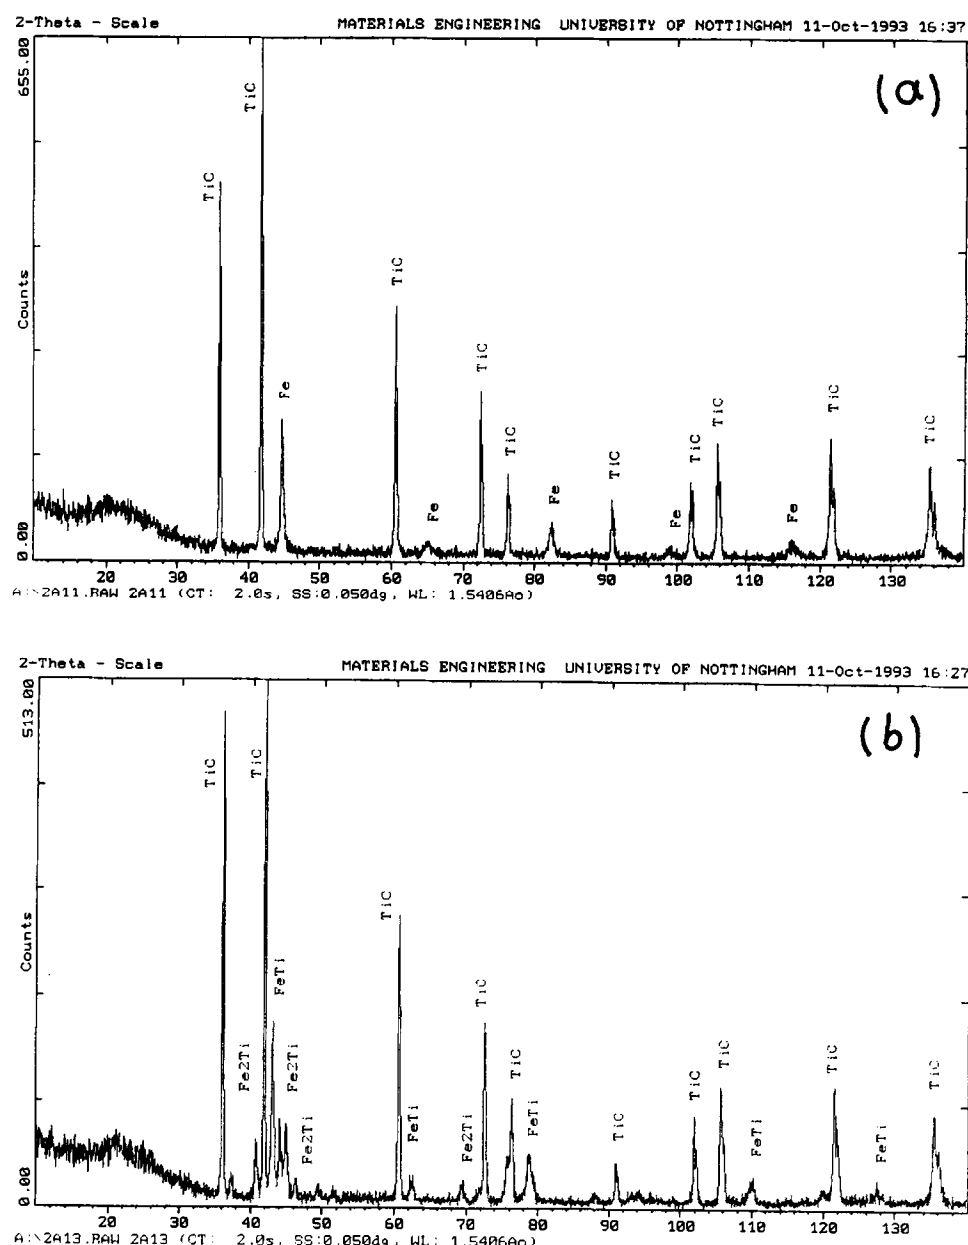 2-Theta - Scale MATERIALS ENGINEERING UNIVERSITY OF NOTTINGHAM 11-Oct-1993 16:37
655.00
(a)
TiC
TiC
TiC
Counts
TiC
Fe
TiC
TiC
TiC
TiC
TiC
TiC
Fe
Fe
Fe
Fe
0.00
20 30 40 50 60 70 80 90 100 110 120 130
A:\2A11.RAW 2A11 (CT: 2.0s, SS:0.050dg, WL: 1.5406Ao)
2-Theta - Scale MATERIALS ENGINEERING UNIVERSITY OF NOTTINGHAM 11-Oct-1993 16:27
513.00
(b)
TiC
TiC
TiC
Counts
FeTi
TiC
Fe2Ti
Fe2Ti
TiC
TiC
TiC
TiC
TiC
Fe2Ti
FeTi
Fe2Ti
FeTi
TiC
FeTi
FeTi
0.00
20 30 40 50 60 70 80 90 100 110 120 130
A:\2A13.RAW 2A13 (CT: 2.0s, SS:0.050dg, WL: 1.5406Ao)